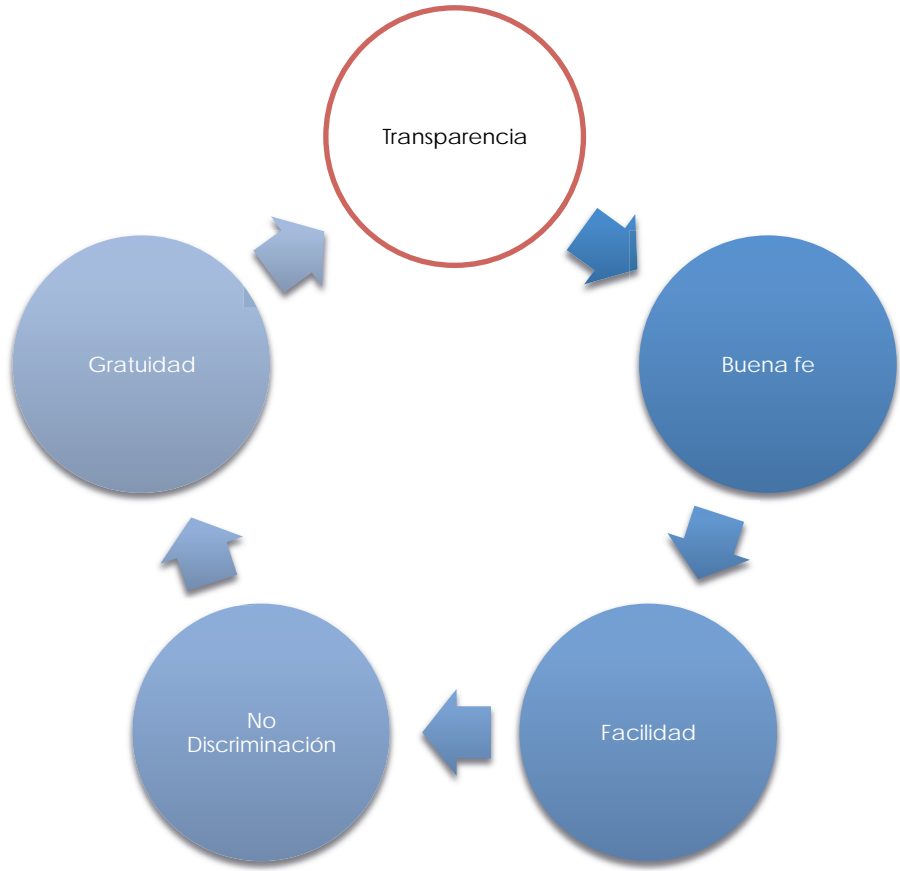 Transparencia
Buena fe
Facilidad
No
Discriminación
Gratuidad